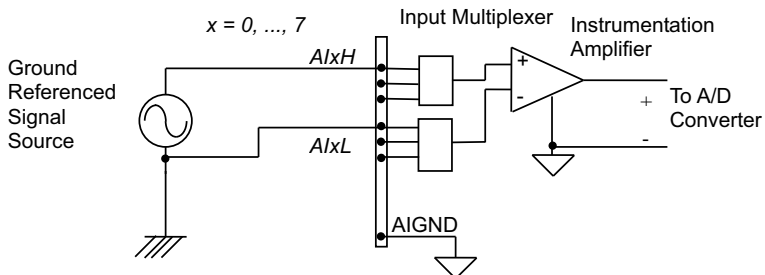 x = 0, ..., 7
Input Multiplexer
Instrumentation
Amplifier
Ground
Referenced
Signal
Source
AIxH
AIxL
+
-
+
To A/D
Converter
-
AIGND